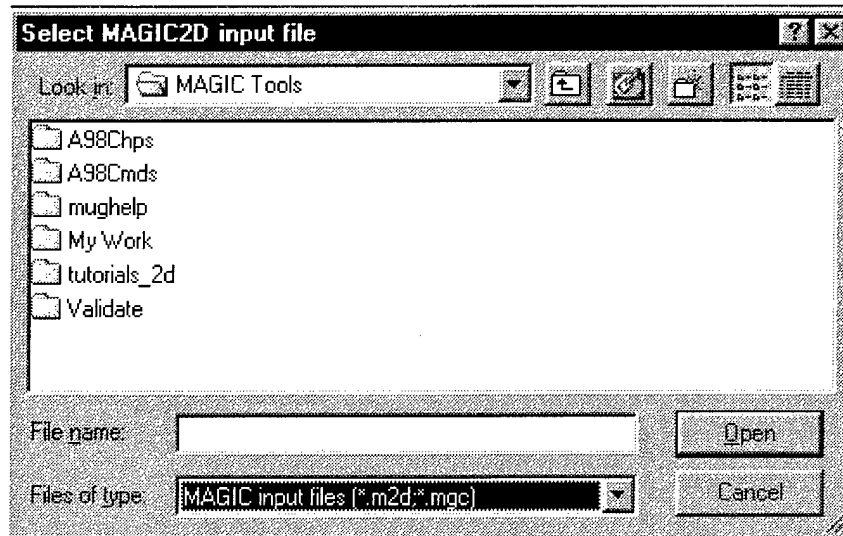 Select MAGIC2D input file
Look in: MAGIC Tools
A98Chps
A98Cmds
mughelp
My Work
tutorials_2d
Validate
File name:
Open
Files of type: MAGIC input files (*.m2d;*.mgc)
Cancel